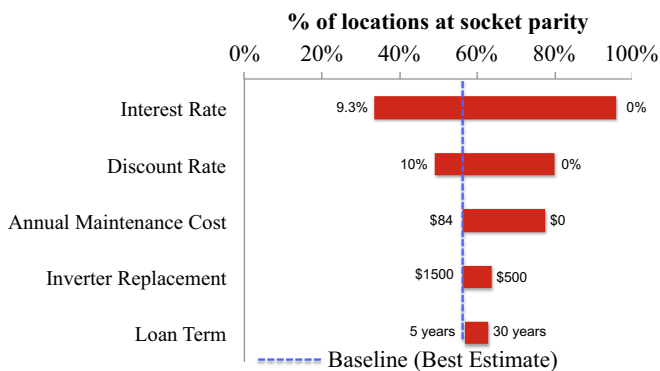 % of locations at socket parity
0% 20% 40% 60% 80% 100%
Interest Rate 9.3% 0%
Discount Rate 10% 0%
Annual Maintenance Cost $84 $0
Inverter Replacement $1500 $500
Loan Term 5 years 30 years
Baseline (Best Estimate)